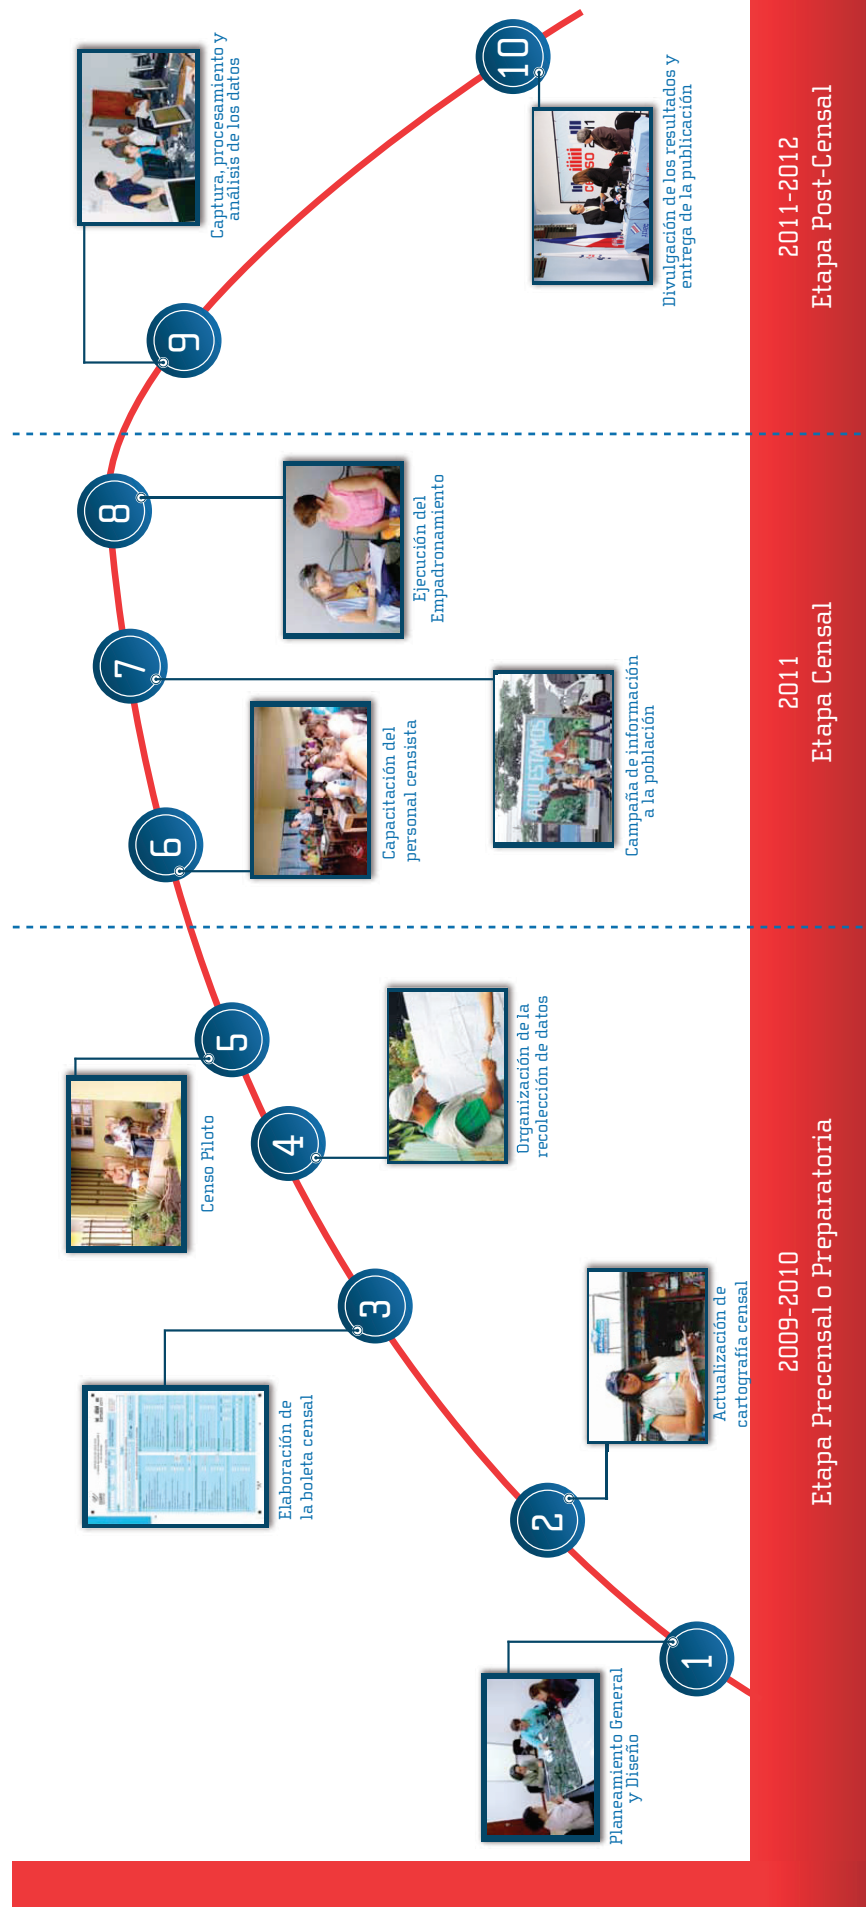 1
Planeamiento General
y Diseño
2
Actualización de
cartografía censal
3
Elaboración de
la boleta censal
4
Organización de la
recolección de datos
5
Censo Piloto
6
Capacitación del
personal censista
7
Campaña de información
a la población
AQUI ESTAMOS
8
Ejecución del
Empadronamiento
9
Captura, procesamiento y
análisis de los datos
10
Divulgación de los resultados y
entrega de la publicación
2009-2010
Etapa Precensal o Preparatoria
2011
Etapa Censal
2011-2012
Etapa Post-Censal